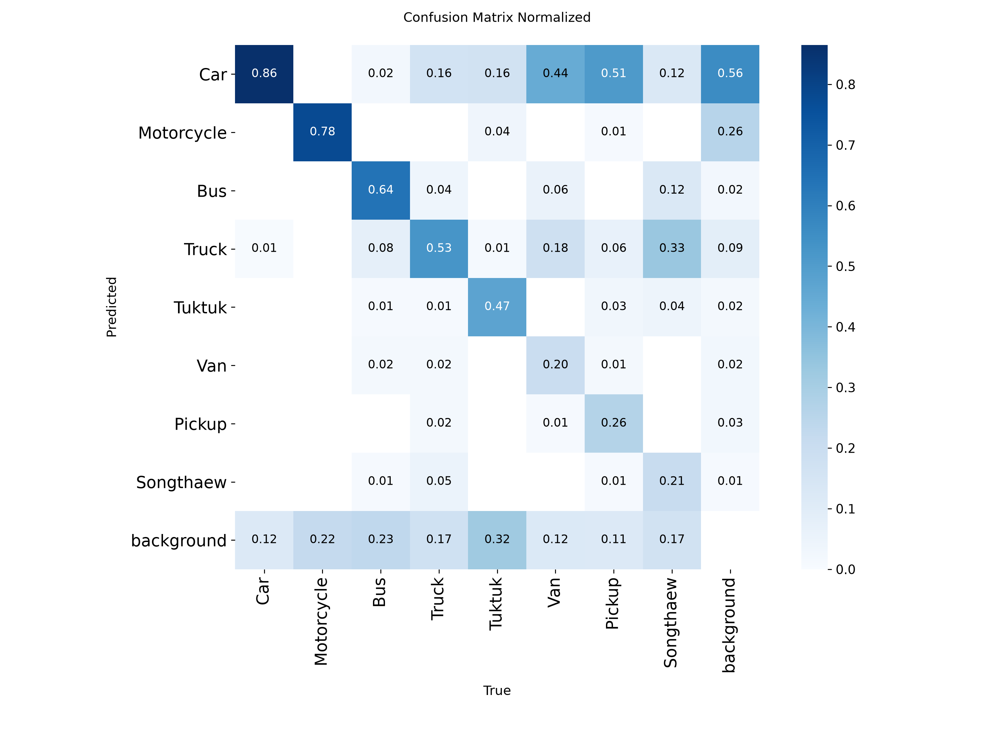 Confusion Matrix Normalized
Car 0.86 0.02 0.16 0.16 0.44 0.51 0.12 0.56
Motorcycle 0.78 0.04 0.01 0.26
Bus 0.64 0.04 0.06 0.12 0.02
Truck 0.01 0.08 0.53 0.01 0.18 0.06 0.33 0.09
Tuktuk 0.01 0.01 0.47 0.03 0.04 0.02
Van 0.02 0.02 0.20 0.01 0.02
Pickup 0.02 0.01 0.26 0.03
Songthaew 0.01 0.05 0.01 0.21 0.01
background 0.12 0.22 0.23 0.17 0.32 0.12 0.11 0.17
Predicted
Car Motorcycle Bus Truck Tuktuk Van Pickup Songthaew background
True
0.8
0.7
0.6
0.5
0.4
0.3
0.2
0.1
0.0